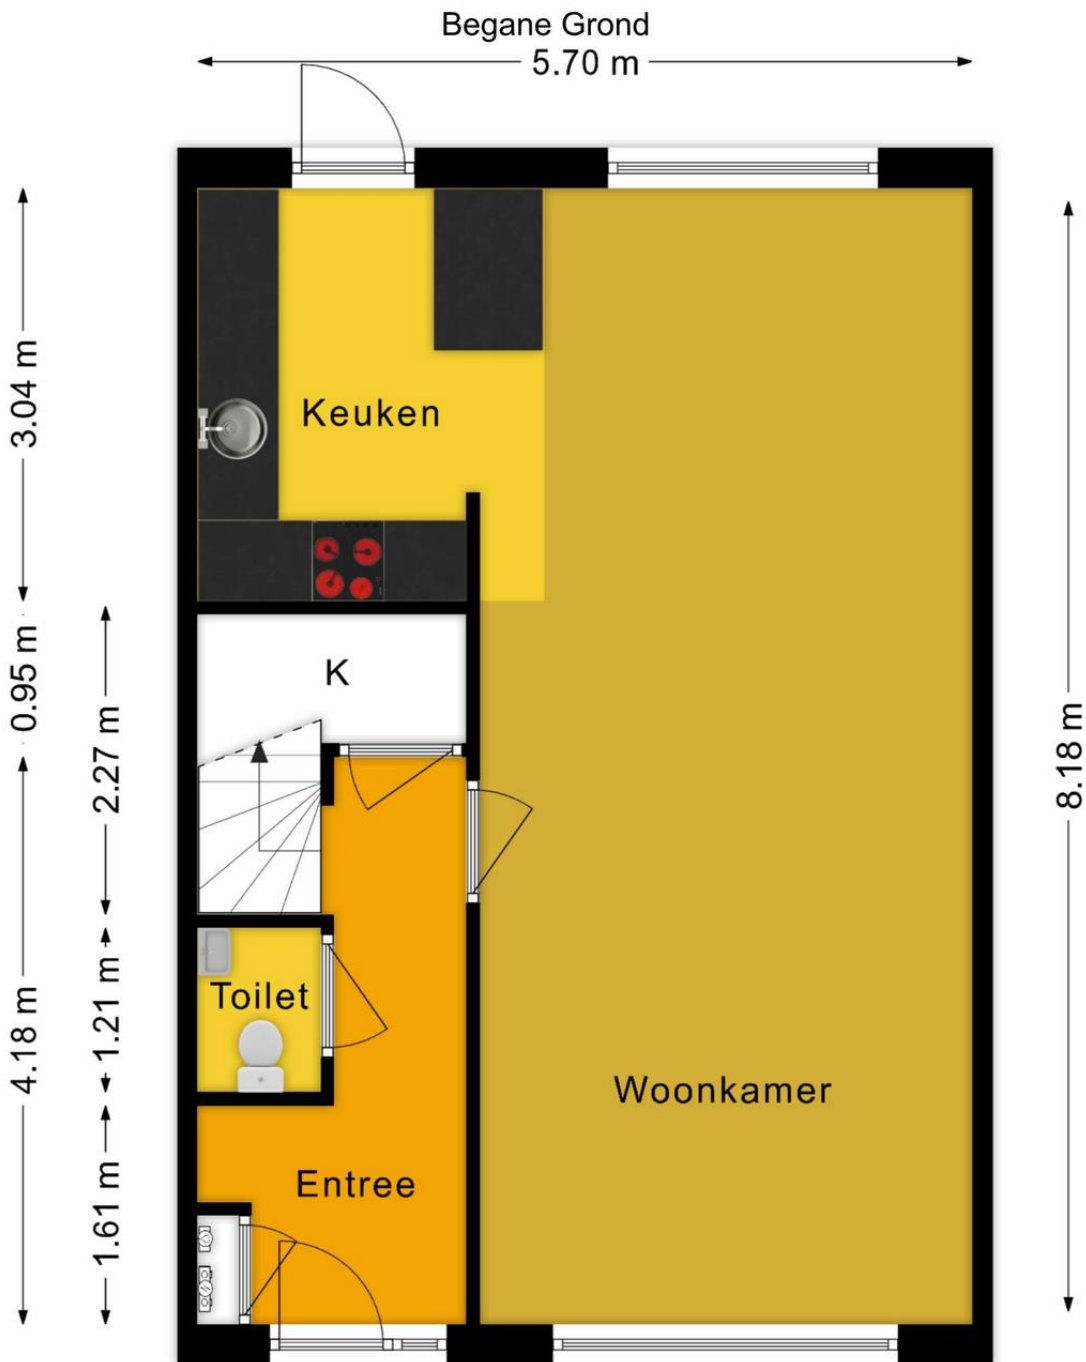 Begane Grond
5.70 m
3.04 m
Keuken
0.95 m
K
2.27 m
8.18 m
4.18 m
1.21 m
Toilet
Woonkamer
1.61 m
Entree